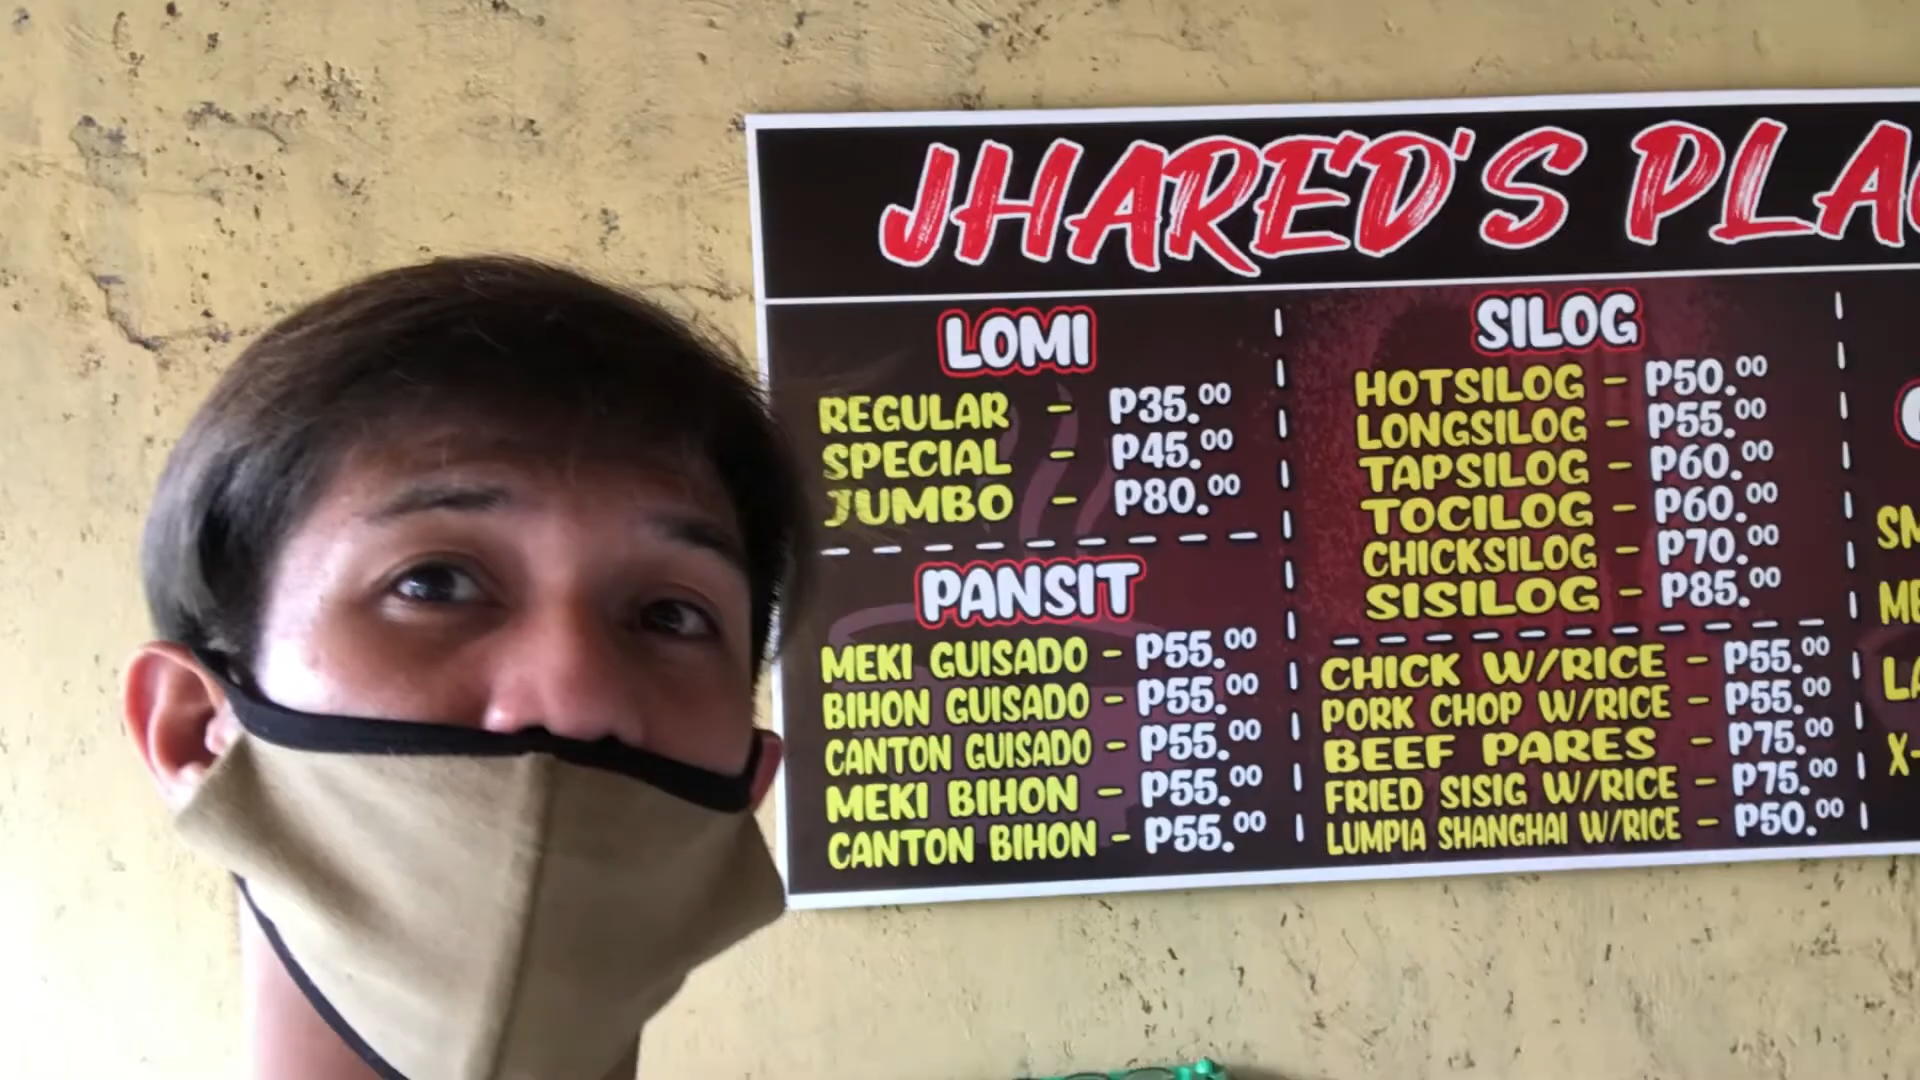 JHARED'S
LOMI
REGULAR - P35.00
SPECIAL - P45.00
JUMBO - P80.00
PANSIT
MEKI GUISADO - P55.00
BIHON GUISADO - P55.00
CANTON GUISADO - P55.00
MEKI BIHON - P55.00
CANTON BIHON - P55.00
SILOG
HOTSILOG - P50.00
LONGSILOG - P55.00
TAPSILOG - P60.00
TOCILOG - P60.00
CHICKSILOG - P70.00
SISILOG - P85.00
CHICK W/RICE - P55.00
PORK CHOP W/RICE - P55.00
BEEF PARES - P75.00
FRIED SISIG W/RICE - P75.00
LUMPIA SHANGHAI W/RICE - P50.00